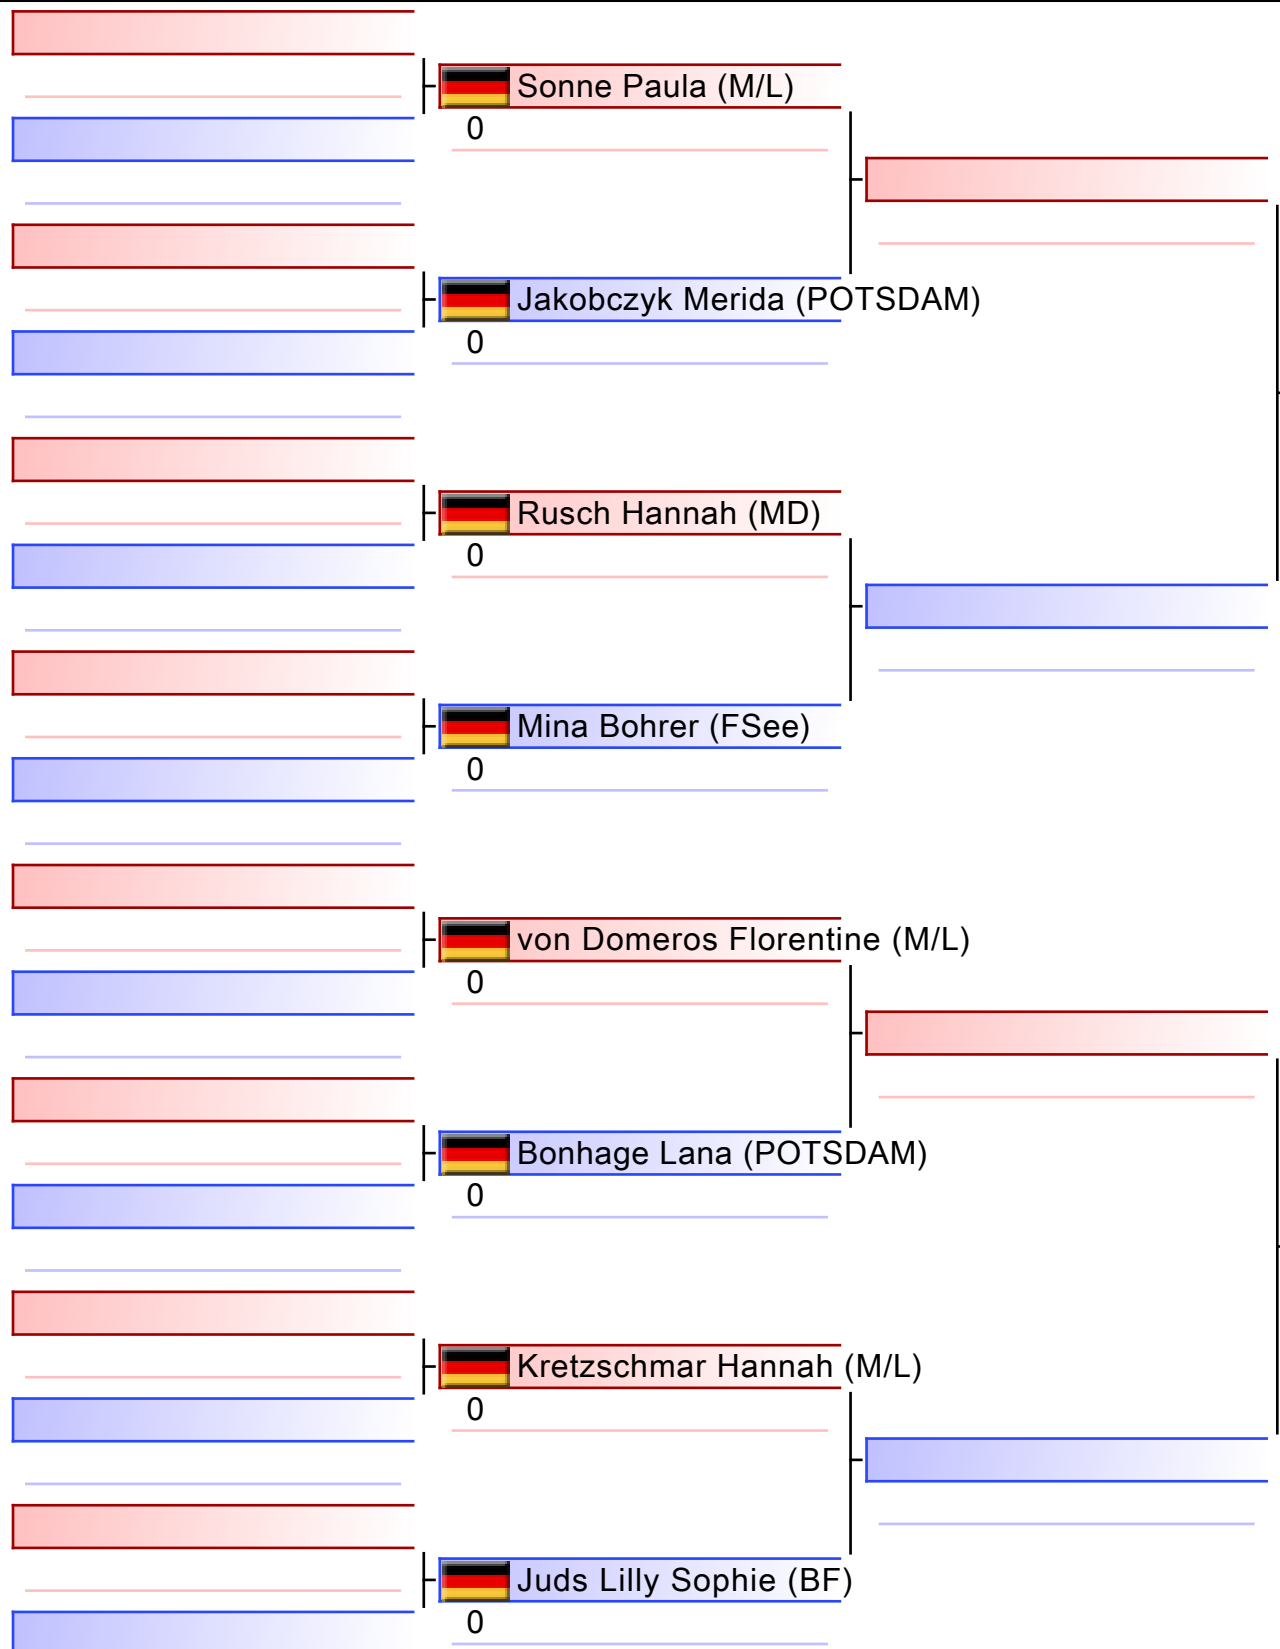 Sonne Paula (M/L)
0
Jakobczyk Merida (POTSDAM)
0
Rusch Hannah (MD)
0
Mina Bohrer (FSee)
0
von Domeros Florentine (M/L)
0
Bonhage Lana (POTSDAM)
0
Kretzschmar Hannah (M/L)
0
Juds Lilly Sophie (BF)
0